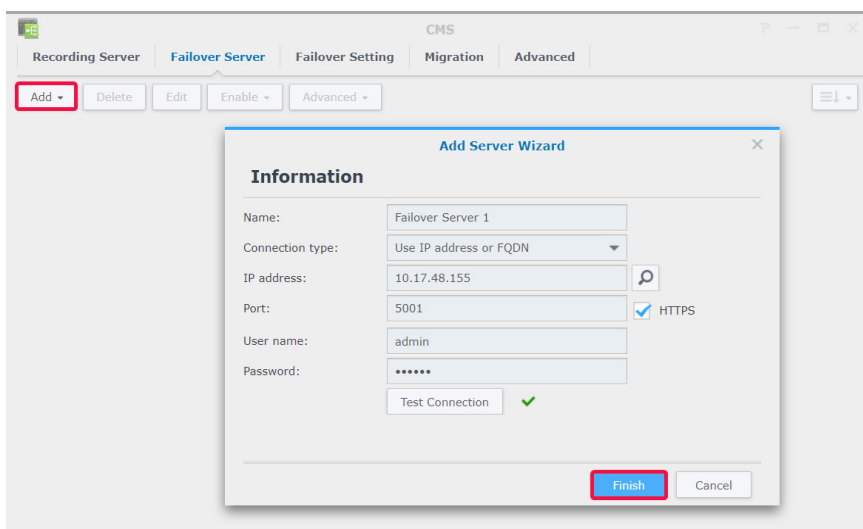 CMS
Recording Server Failover Server Failover Setting Migration Advanced
Add Delete Edit Enable Advanced
Add Server Wizard
Information
Name: Failover Server 1
Connection type: Use IP address or FQDN
IP address: 10.17.48.155
Port: 5001 HTTPS
User name: admin
Password: ••••••
Test Connection
Finish Cancel